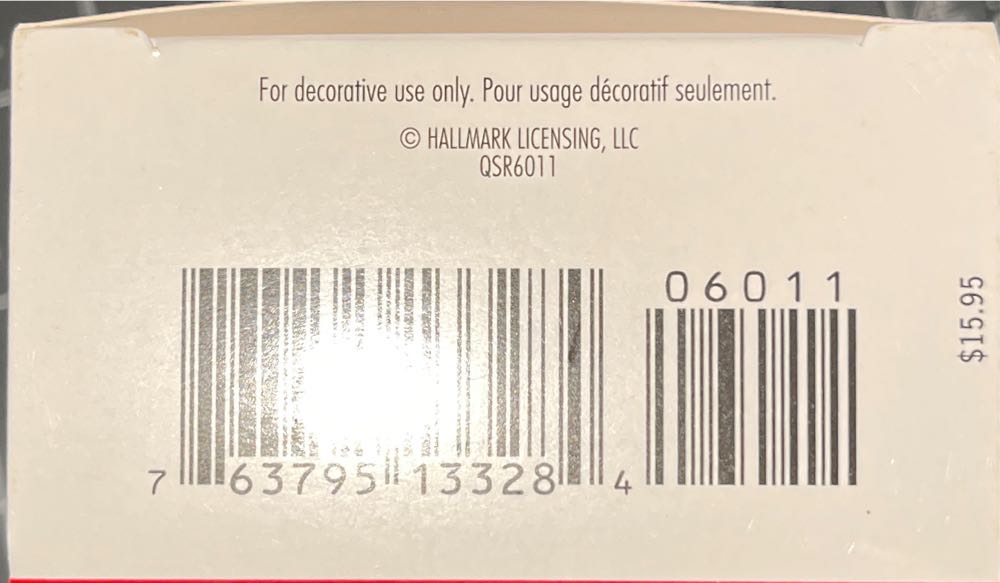 For decorative use only. Pour usage décoratif seulement.
© HALLMARK LICENSING, LLC
QSR6011
06011
$15.95
7 63795 13328 4